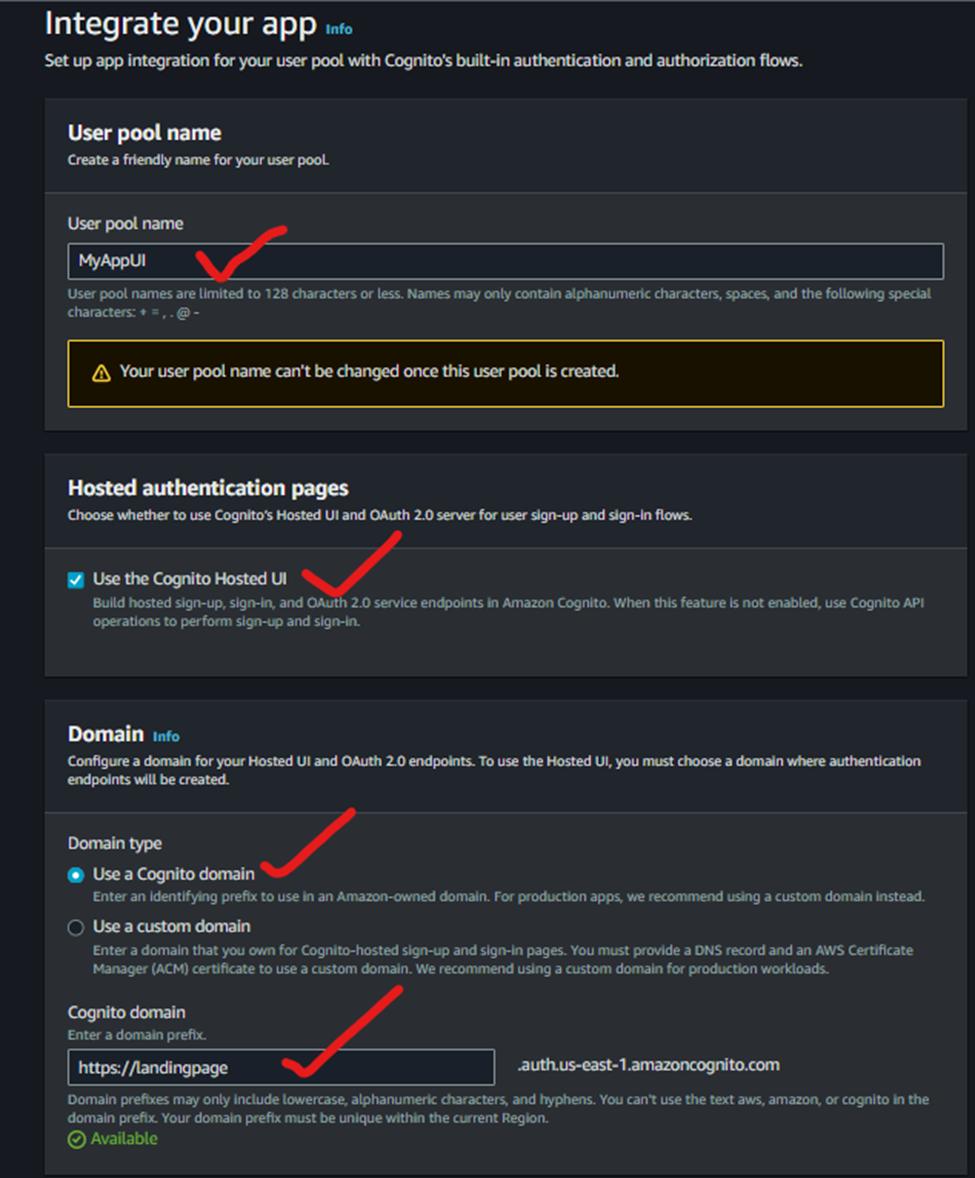 Integrate your app Info
Set up app integration for your user pool with Cognito's built-in authentication and authorization flows.
User pool name
Create a friendly name for your user pool.
User pool name
MyAppUI
User pool names are limited to 128 characters or less. Names may only contain alphanumeric characters, spaces, and the following special
characters: + = , . @ -
Your user pool name can't be changed once this user pool is created.
Hosted authentication pages
Choose whether to use Cognito's Hosted UI and OAuth 2.0 server for user sign-up and sign-in flows.
Use the Cognito Hosted UI
Build hosted sign-up, sign-in, and OAuth 2.0 service endpoints in Amazon Cognito. When this feature is not enabled, use Cognito API
operations to perform sign-up and sign-in.
Domain Info
Configure a domain for your Hosted UI and OAuth 2.0 endpoints. To use the Hosted UI, you must choose a domain where authentication
endpoints will be created.
Domain type
Use a Cognito domain
Enter an identifying prefix to use in an Amazon-owned domain. For production apps, we recommend using a custom domain instead.
Use a custom domain
Enter a domain that you own for Cognito-hosted sign-up and sign-in pages. You must provide a DNS record and an AWS Certificate
Manager (ACM) certificate to use a custom domain. We recommend using a custom domain for production workloads.
Cognito domain
Enter a domain prefix.
https://landingpage .auth.us-east-1.amazoncognito.com
Domain prefixes may only include lowercase, alphanumeric characters, and hyphens. You can't use the text aws, amazon, or cognito in the
domain prefix. Your domain prefix must be unique within the current Region.
Available